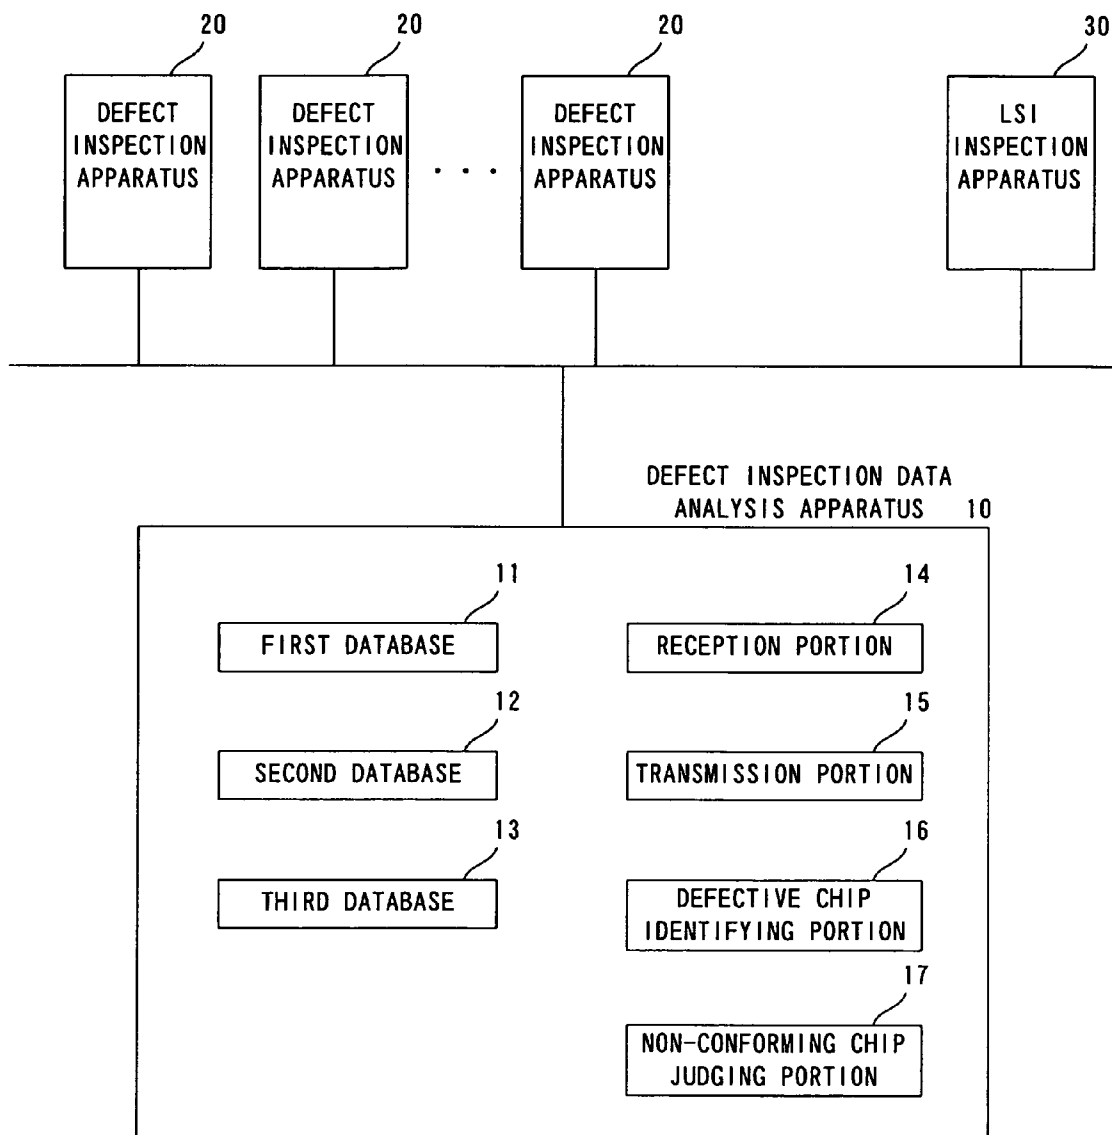 20
20
20
30
DEFECT
INSPECTION
APPARATUS
DEFECT
INSPECTION
APPARATUS
. . .
DEFECT
INSPECTION
APPARATUS
LSI
INSPECTION
APPARATUS
DEFECT INSPECTION DATA
ANALYSIS APPARATUS 10
11
FIRST DATABASE
12
SECOND DATABASE
13
THIRD DATABASE
14
RECEPTION PORTION
15
TRANSMISSION PORTION
16
DEFECTIVE CHIP
IDENTIFYING PORTION
17
NON-CONFORMING CHIP
JUDGING PORTION